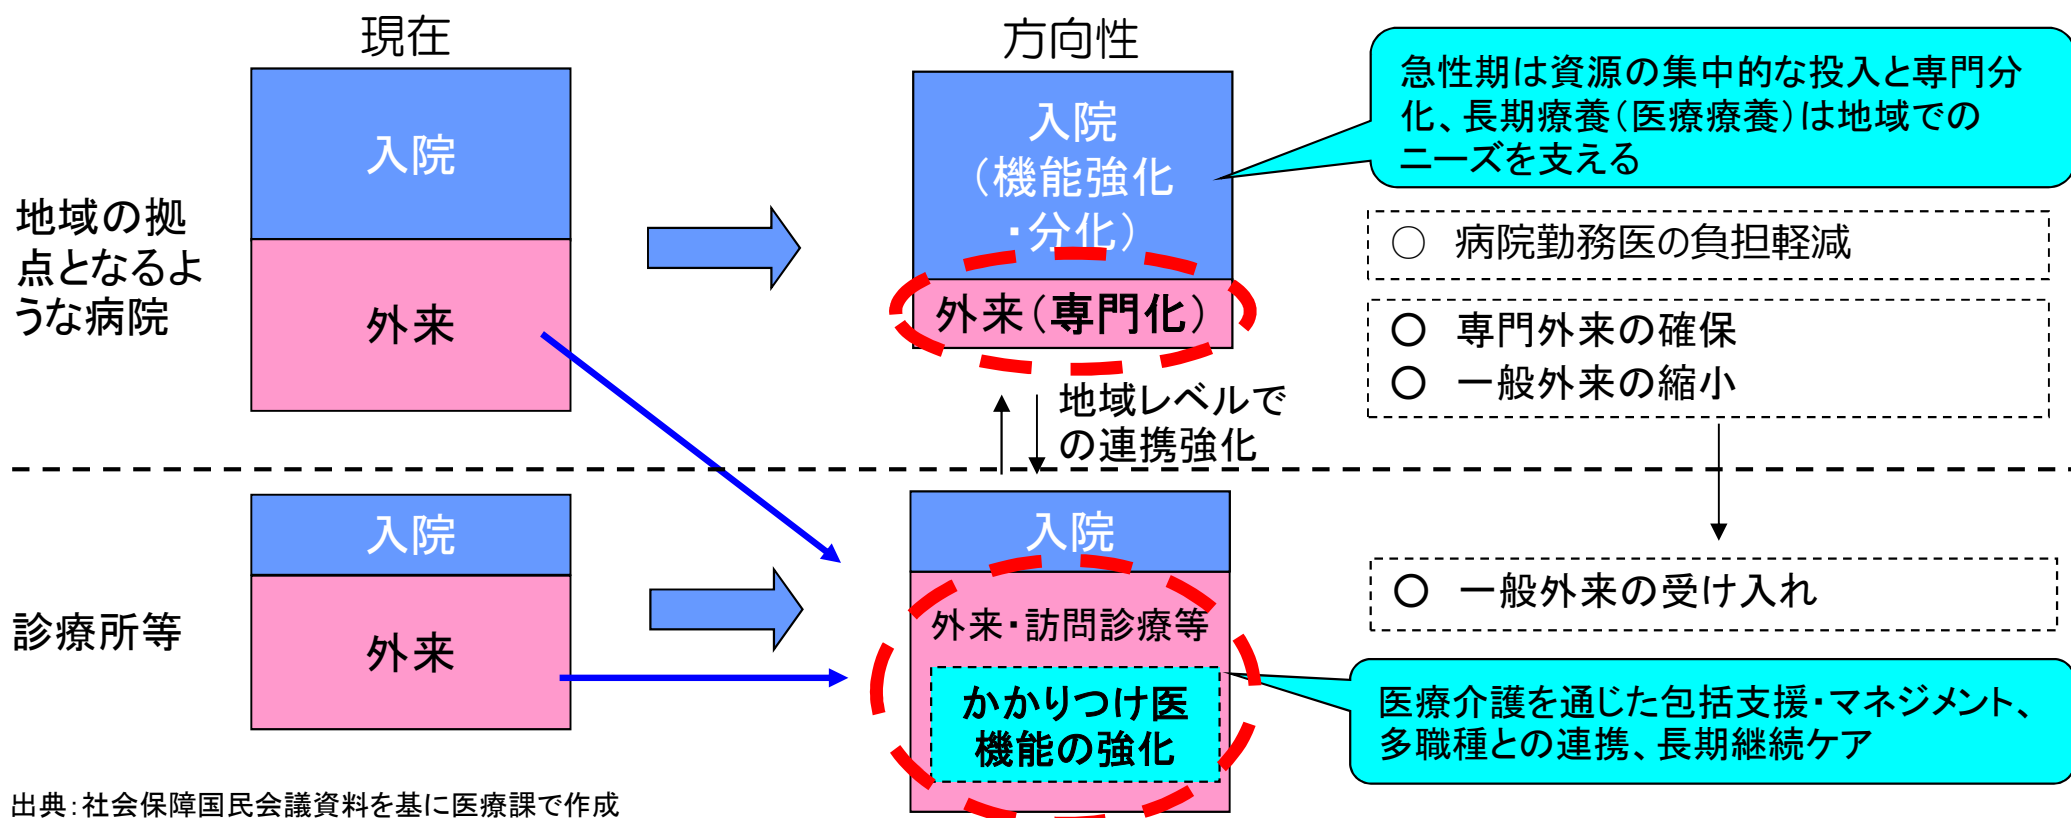 現在
方向性
入院
外来
地域の拠
点となるよ
うな病院
入院
（機能強化
・分化）
外来（専門化）
急性期は資源の集中的な投入と専門分
化、長期療養（医療療養）は地域での
ニーズを支える
○　病院勤務医の負担軽減
○　専門外来の確保
○　一般外来の縮小
地域レベルで
の連携強化
診療所等
入院
外来
入院
外来・訪問診療等
かかりつけ医
機能の強化
○　一般外来の受け入れ
医療介護を通じた包括支援・マネジメント、
多職種との連携、長期継続ケア
出典：社会保障国民会議資料を基に医療課で作成